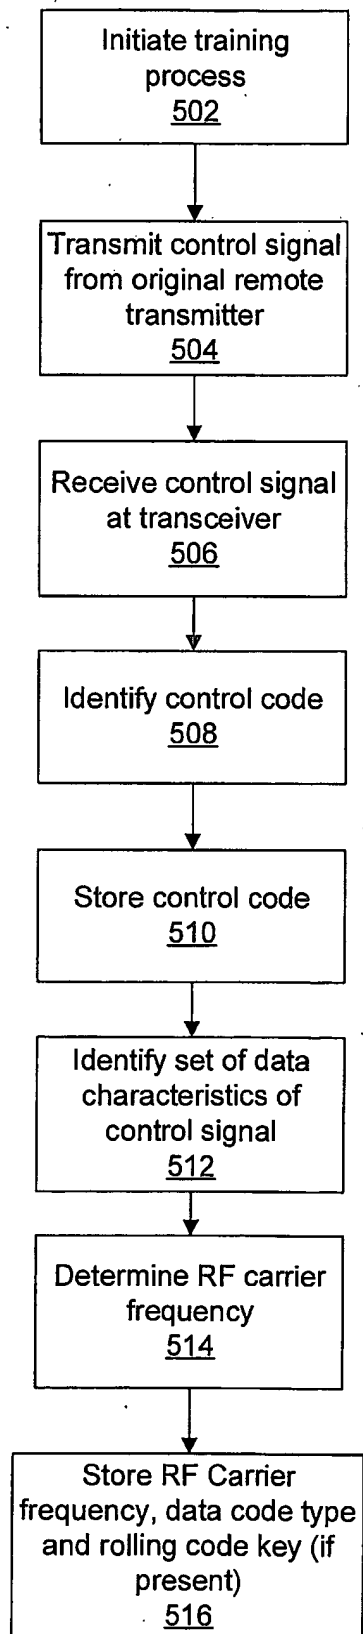 Initiate training
process
502
Transmit control signal
from original remote
transmitter
504
Receive control signal
at transceiver
506
Identify control code
508
Store control code
510
Identify set of data
characteristics of
control signal
512
Determine RF carrier
frequency
514
Store RF Carrier
frequency, data code type
and rolling code key (if
present)
516